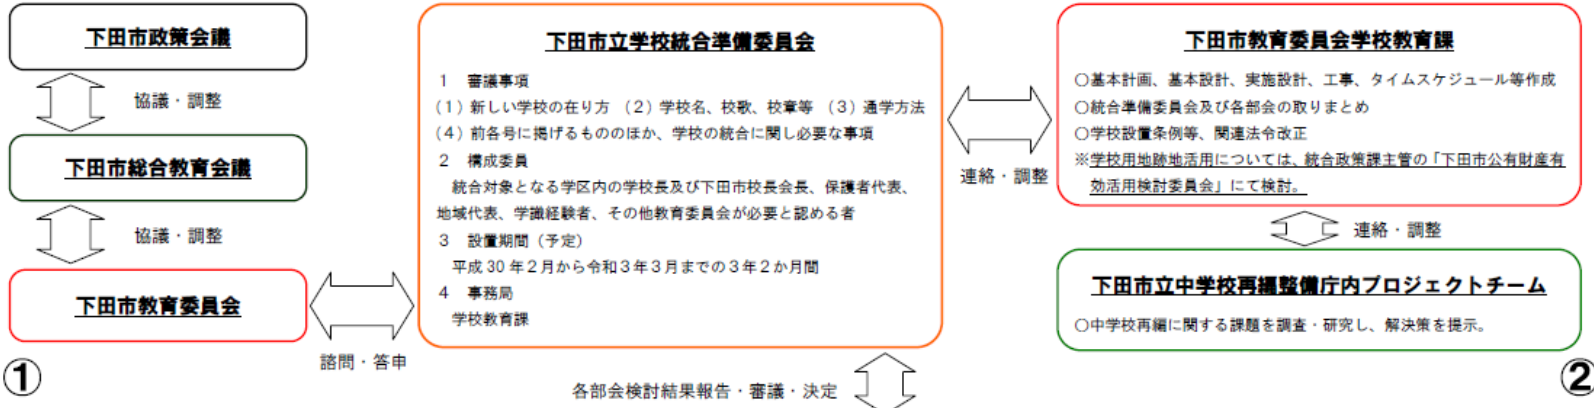 下田市政策会議
協議・調整
下田市総合教育会議
協議・調整
下田市教育委員会
①
諮問・答申
下田市立学校統合準備委員会
1 審議事項
(1)新しい学校の在り方 (2)学校名、校歌、校章等 (3)通学方法
(4)前各号に掲げるもののほか、学校の統合に関し必要な事項
2 構成委員
統合対象となる学区内の学校長及び下田市校長会長、保護者代表、
地域代表、学識経験者、その他教育委員会が必要と認める者
3 設置期間(予定)
平成30年2月から令和3年3月までの3年2か月間
4 事務局
学校教育課
各部会検討結果報告・審議・決定
連絡・調整
下田市教育委員会学校教育課
○基本計画、基本設計、実施設計、工事、タイムスケジュール等作成
○統合準備委員会及び各部会の取りまとめ
○学校設置条例等、関連法令改正
※学校用地跡地活用については、統合政策課主管の「下田市公有財産有
効活用検討委員会」にて検討。
連絡・調整
下田市立中学校再編整備庁内プロジェクトチーム
○中学校再編に関する課題を調査・研究し、解決策を提示。
②